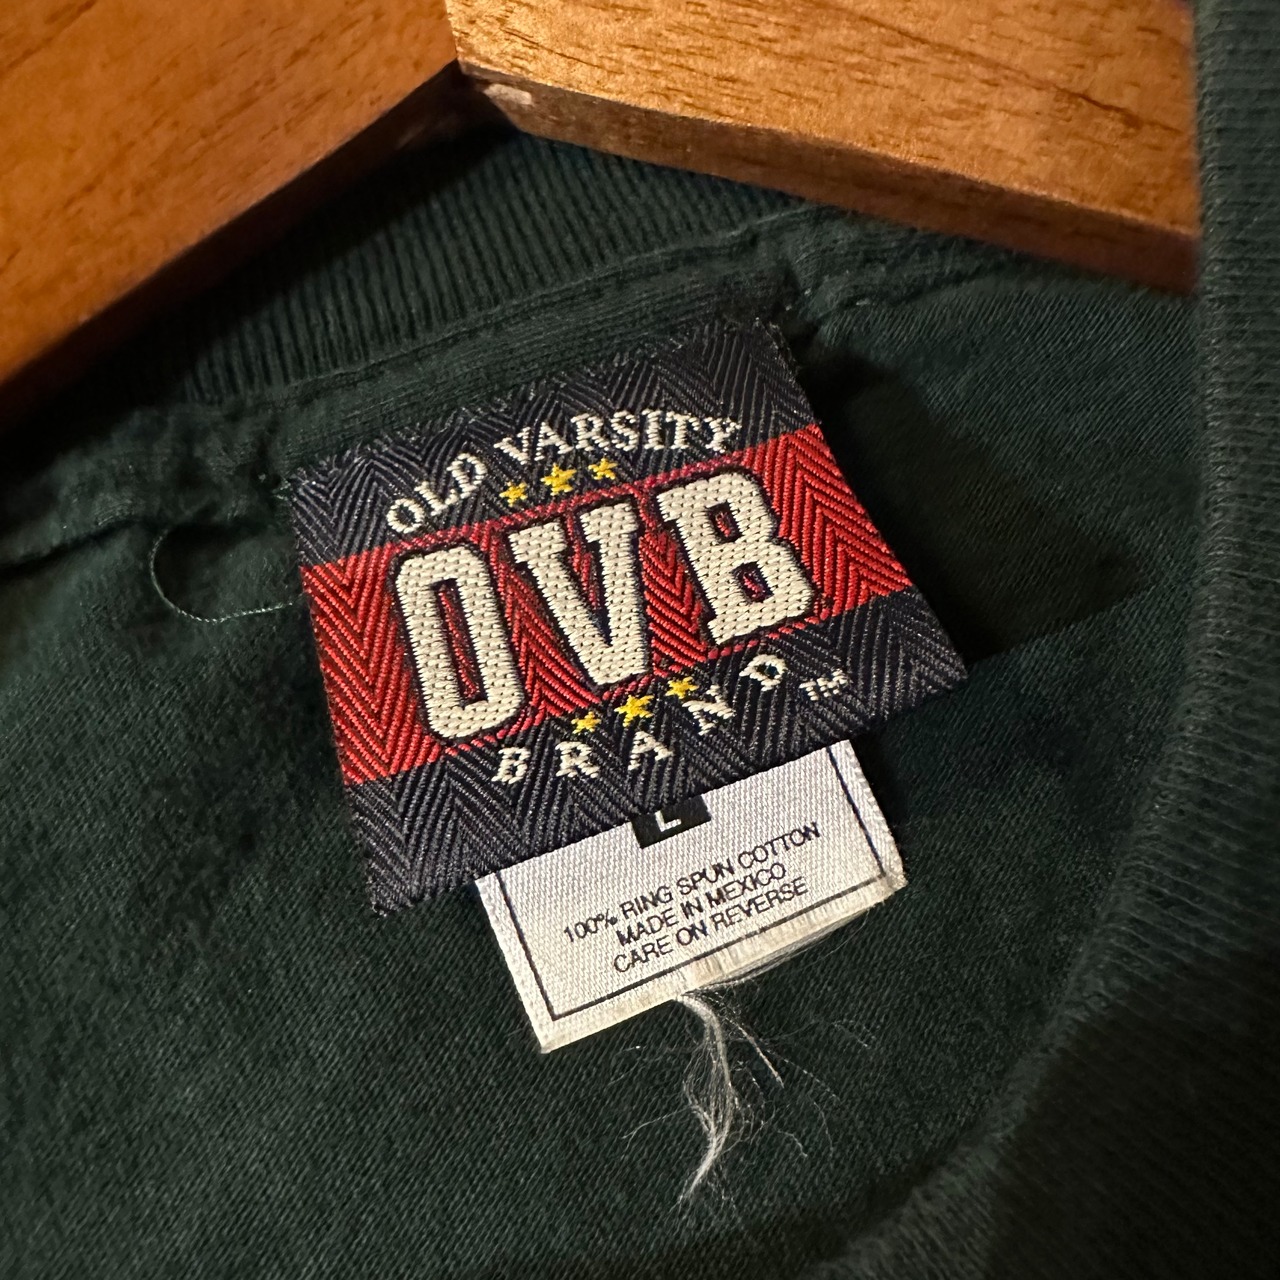 OLD VARSITY
OVB
BRAND™
L
100% RING SPUN COTTON
MADE IN MEXICO
CARE ON REVERSE